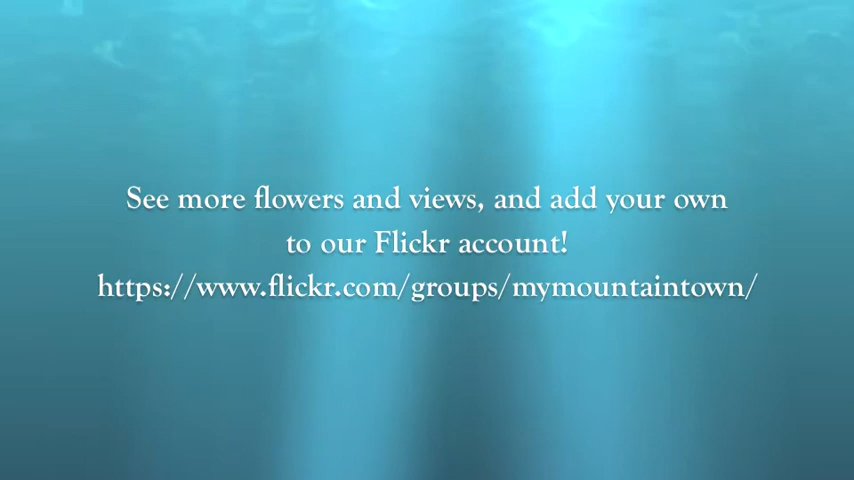 See more flowers and views, and add your own
to our Flickr account!
https://www.flickr.com/groups/mymountaintown/